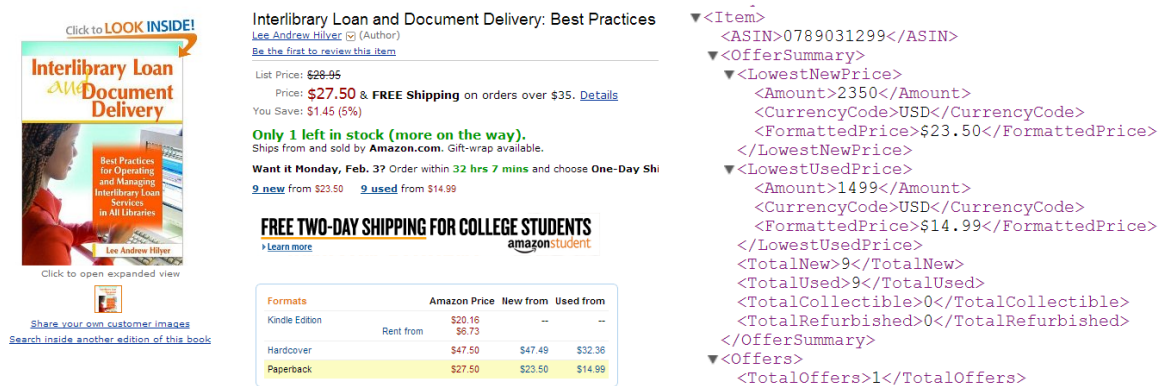 Click to LOOK INSIDE!
Interlibrary Loan
and Document
Delivery
Best Practices
for Operating
and Managing
Interlibrary Loan
Services
in All Libraries
Lee Andrew Hilyer
Click to open expanded view
Share your own customer images
Search inside another edition of this book
Interlibrary Loan and Document Delivery: Best Practices
Lee Andrew Hilyer (Author)
Be the first to review this item
List Price: $28.95
Price: $27.50 & FREE Shipping on orders over $35. Details
You Save: $1.45 (5%)
Only 1 left in stock (more on the way).
Ships from and sold by Amazon.com. Gift-wrap available.
Want it Monday, Feb. 3? Order within 32 hrs 7 mins and choose One-Day Shi
9 new from $23.50 9 used from $14.99
FREE TWO-DAY SHIPPING FOR COLLEGE STUDENTS
Learn more
amazonstudent
Formats Amazon Price New from Used from
Kindle Edition $20.16 -- --
Rent from $6.73
Hardcover $47.50 $47.49 $32.36
Paperback $27.50 $23.50 $14.99
<Item>
<ASIN>0789031299</ASIN>
<OfferSummary>
<LowestNewPrice>
<Amount>2350</Amount>
<CurrencyCode>USD</CurrencyCode>
<FormattedPrice>$23.50</FormattedPrice>
</LowestNewPrice>
<LowestUsedPrice>
<Amount>1499</Amount>
<CurrencyCode>USD</CurrencyCode>
<FormattedPrice>$14.99</FormattedPrice>
</LowestUsedPrice>
<TotalNew>9</TotalNew>
<TotalUsed>9</TotalUsed>
<TotalCollectible>0</TotalCollectible>
<TotalRefurbished>0</TotalRefurbished>
</OfferSummary>
<Offers>
<TotalOffers>1</TotalOffers>